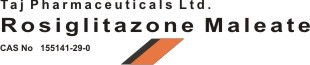 Taj Pharmaceuticals Ltd.
Rosiglitazone Maleate
CAS No 155141-29-0